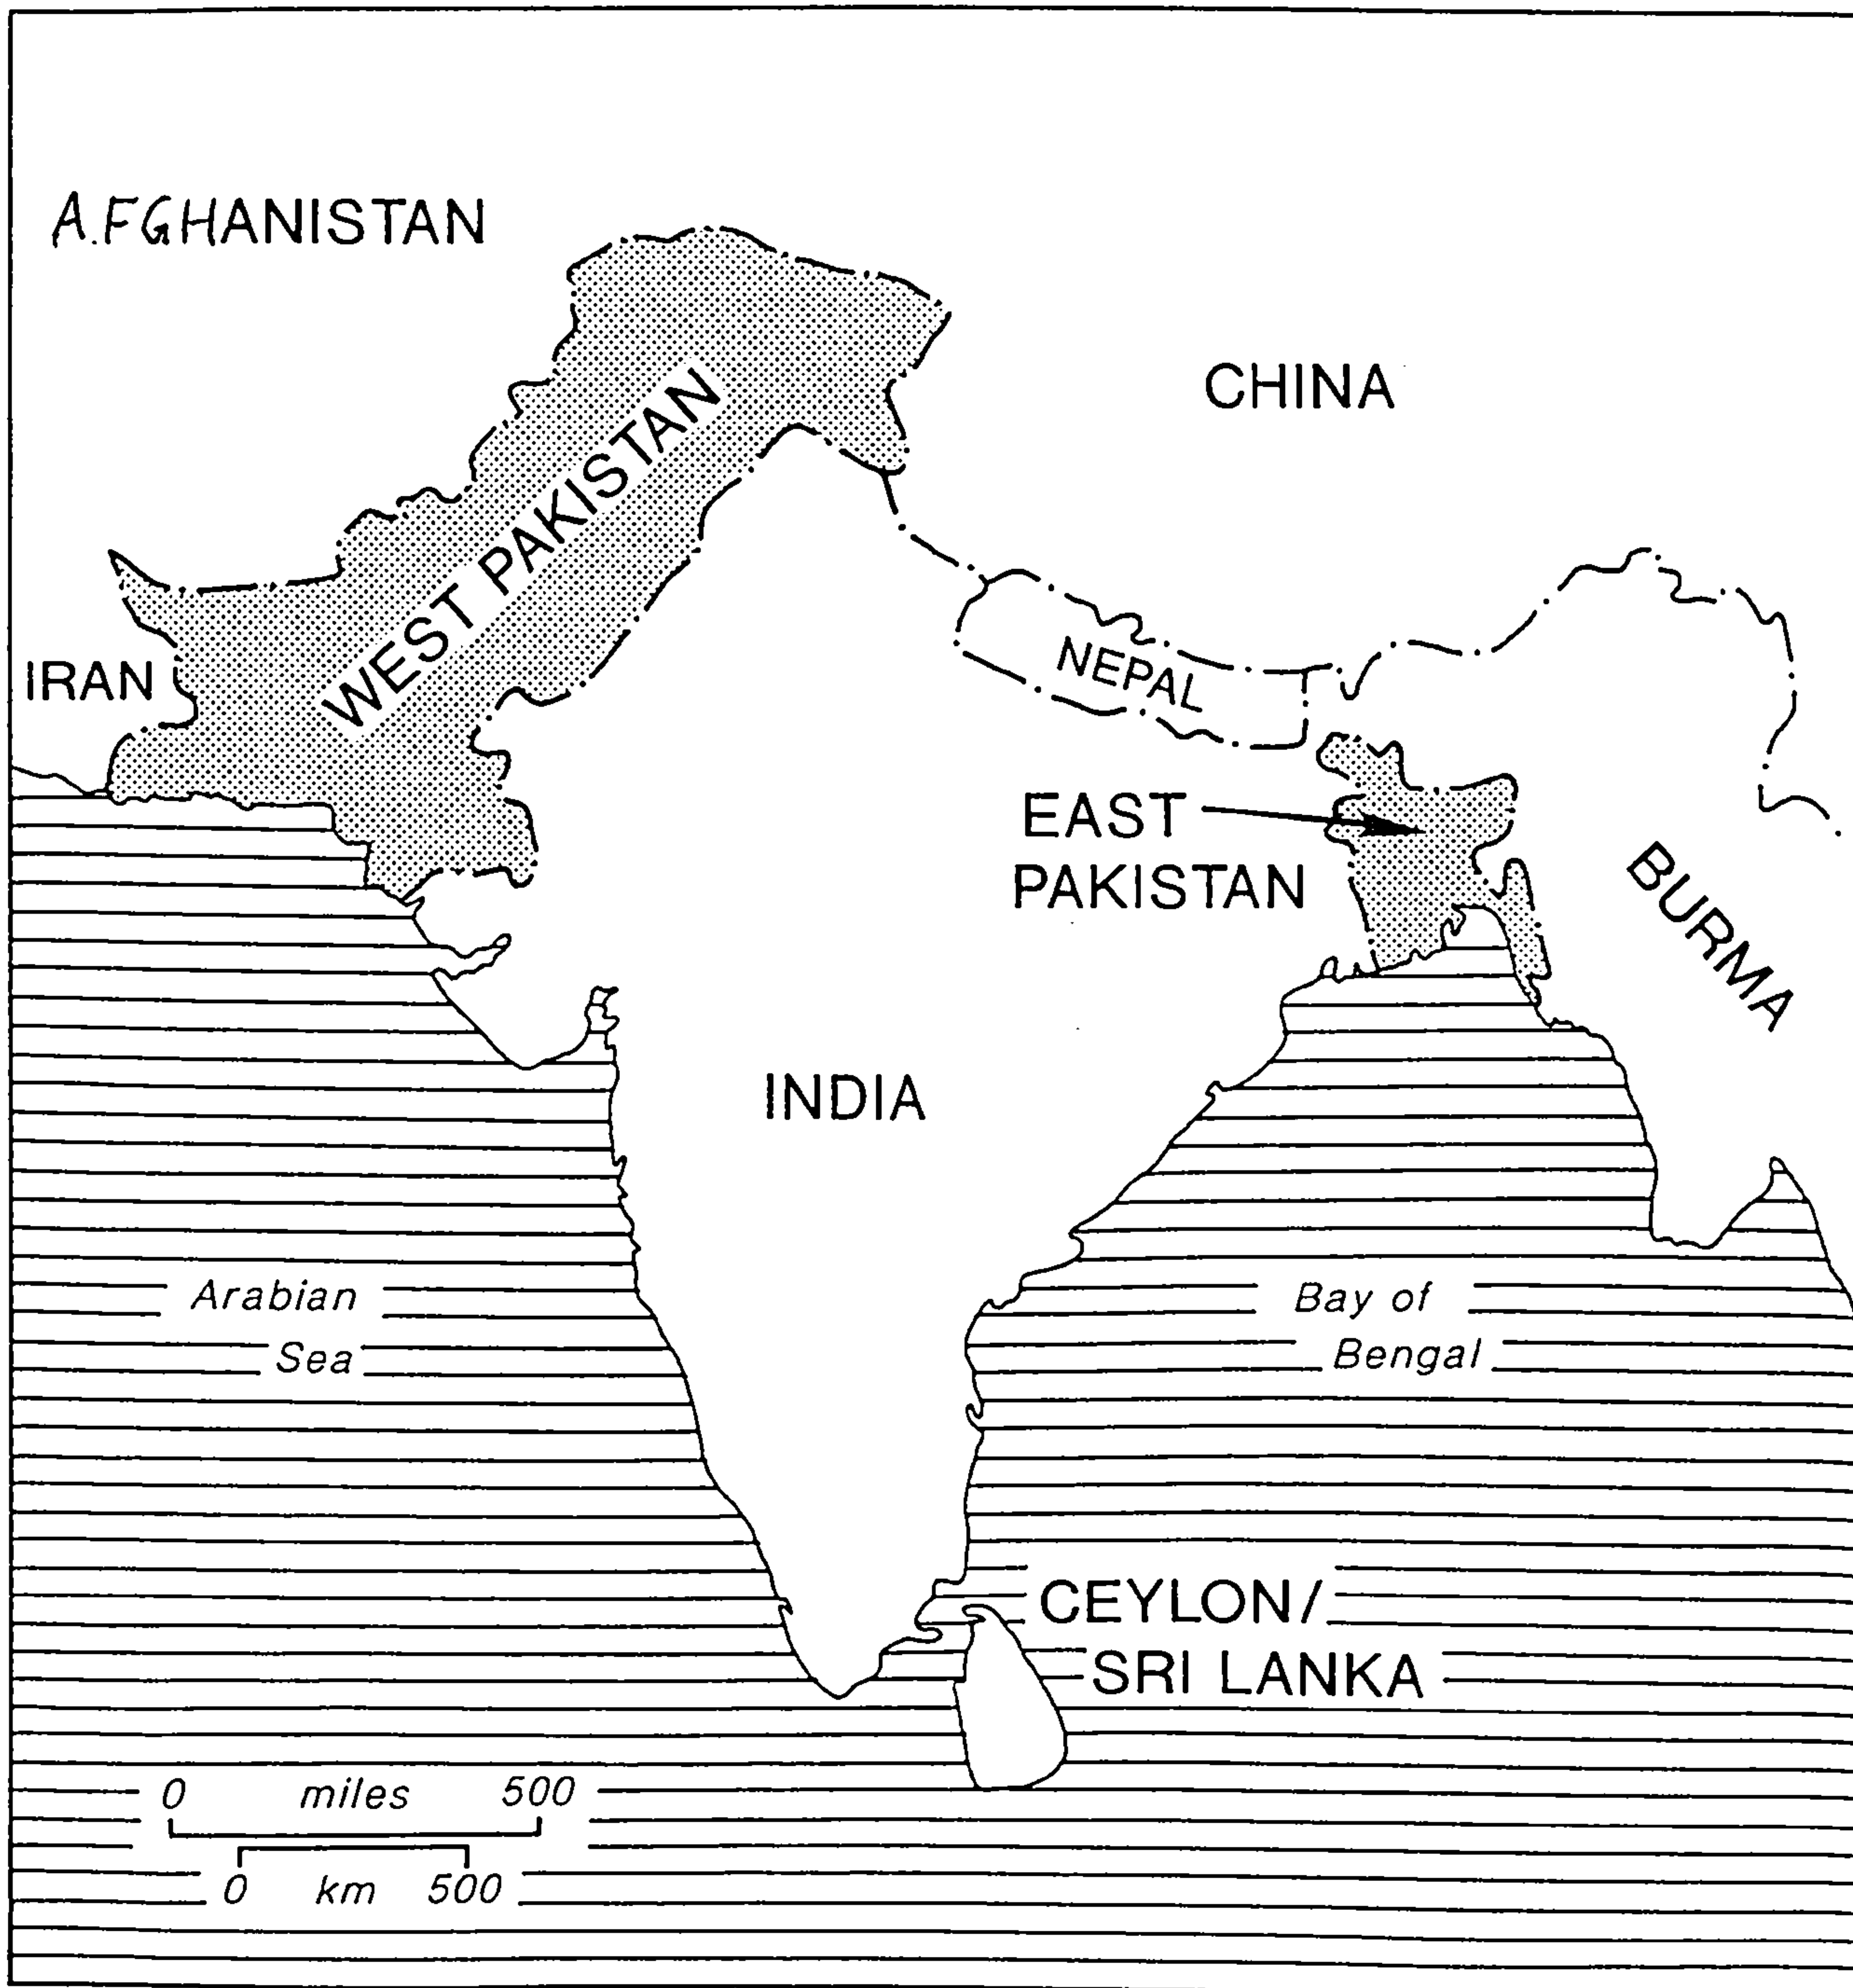 A.FGHANISTAN
CHINA
WEST PAKISTAN
IRAN
NEPAL
EAST
PAKISTAN
BURMA
INDIA
Arabian
Sea
Bay of
Bengal
CEYLON/
SRI LANKA
0 miles 500
0 km 500